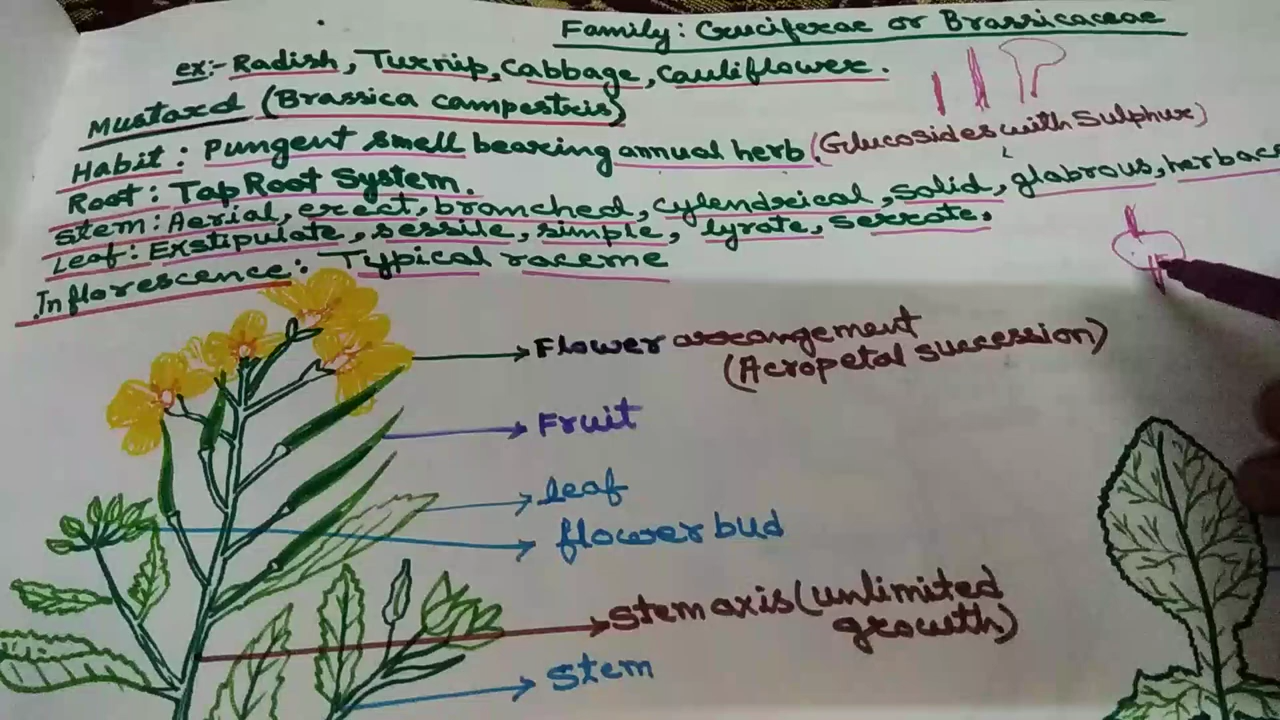 Family: Cruciferae or Brassicaceae
ex:- Radish, Turnip, Cabbage, Cauliflower.
Mustard (Brassica campestris)
Habit: Pungent smell bearing annual herb (Glucosides with Sulphur)
Root: Tap Root System.
Stem: Aerial, erect, branched, cylendrical, solid, glabrous, herbac
Leaf: Exstipulate, sessile, simple, lyrate, serrate,
Inflorescence: Typical raceme
Flower arrangement
(Acropetal succession)
Fruit
leaf
flower bud
Stem axis (unlimited
growth)
Stem